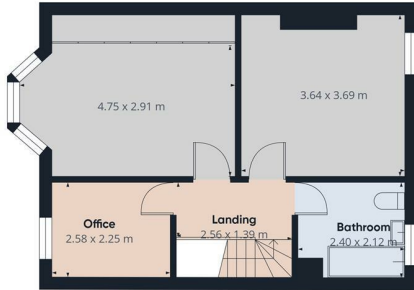 4.75 x 2.91 m
3.64 x 3.69 m
Office
2.58 x 2.25 m
Landing
2.56 x 1.39 m
Bathroom
2.40 x 2.12 m